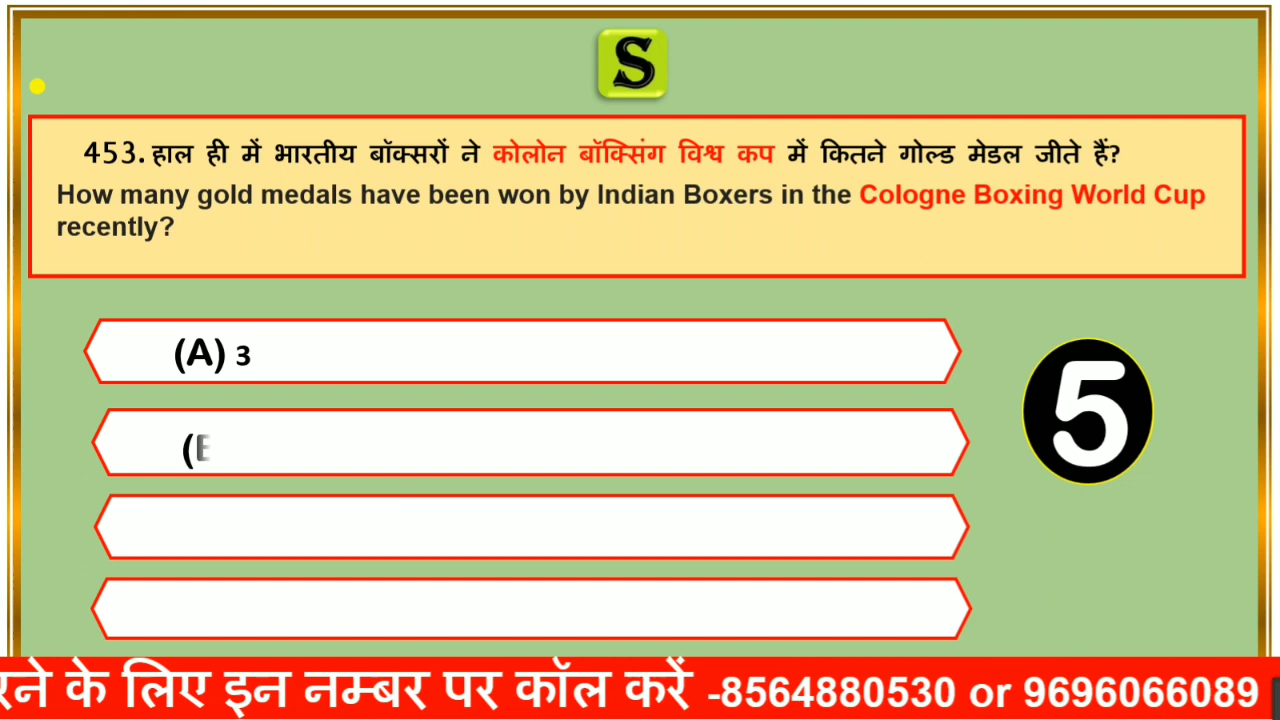 S
453. हाल ही में भारतीय बॉक्सरों ने कोलोन बॉक्सिंग विश्व कप में कितने गोल्ड मेडल जीते हैं?
How many gold medals have been won by Indian Boxers in the Cologne Boxing World Cup
recently?
(A) 3
5
के लिए इन नम्बर पर कॉल करें -8564880530 or 9696066089